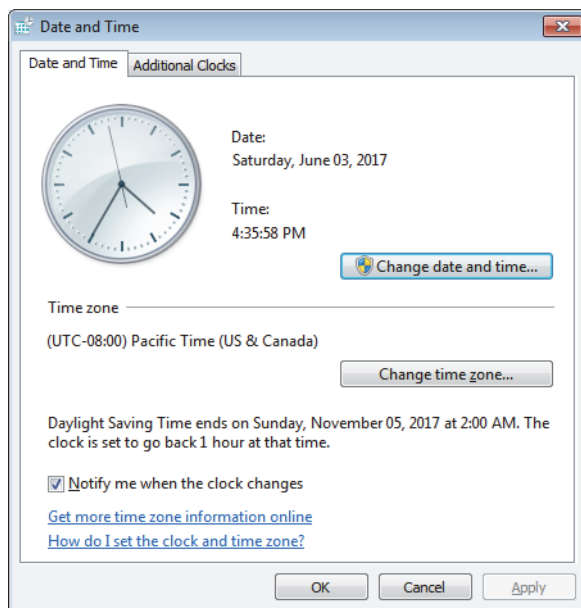 Date and Time
Date and Time
Additional Clocks
Date:
Saturday, June 03, 2017
Time:
4:35:58 PM
Change date and time...
Time zone
(UTC-08:00) Pacific Time (US & Canada)
Change time zone...
Daylight Saving Time ends on Sunday, November 05, 2017 at 2:00 AM. The
clock is set to go back 1 hour at that time.
Notify me when the clock changes
Get more time zone information online
How do I set the clock and time zone?
OK
Cancel
Apply